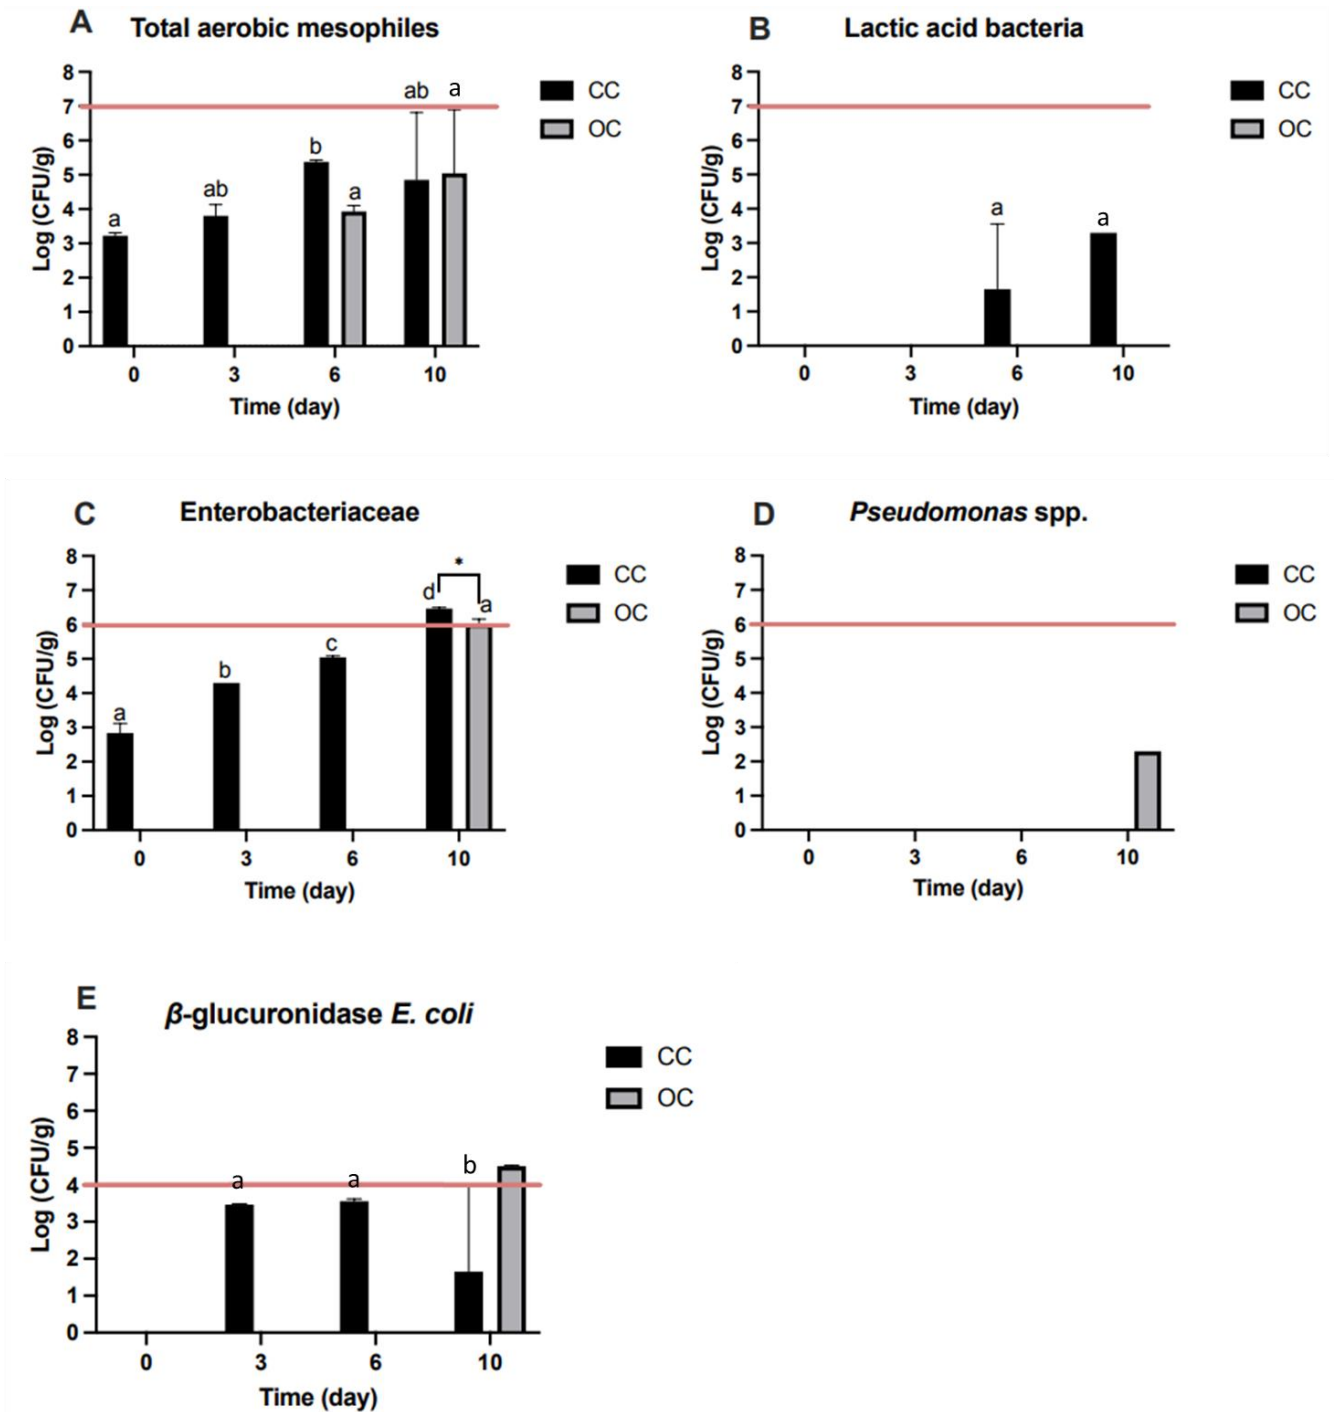 A Total aerobic mesophiles
8
7
6
5
4
3
2
1
0
Log (CFU/g)
a
ab
b
a
ab
a
0 3 6 10
Time (day)
CC
OC
B Lactic acid bacteria
8
7
6
5
4
3
2
1
0
Log (CFU/g)
a
a
0 3 6 10
Time (day)
CC
OC
C Enterobacteriaceae
8
7
6
5
4
3
2
1
0
Log (CFU/g)
a
b
c
d
*
a
0 3 6 10
Time (day)
CC
OC
D Pseudomonas spp.
8
7
6
5
4
3
2
1
0
Log (CFU/g)
0 3 6 10
Time (day)
CC
OC
E β-glucuronidase E. coli
8
7
6
5
4
3
2
1
0
Log (CFU/g)
a
a
b
0 3 6 10
Time (day)
CC
OC